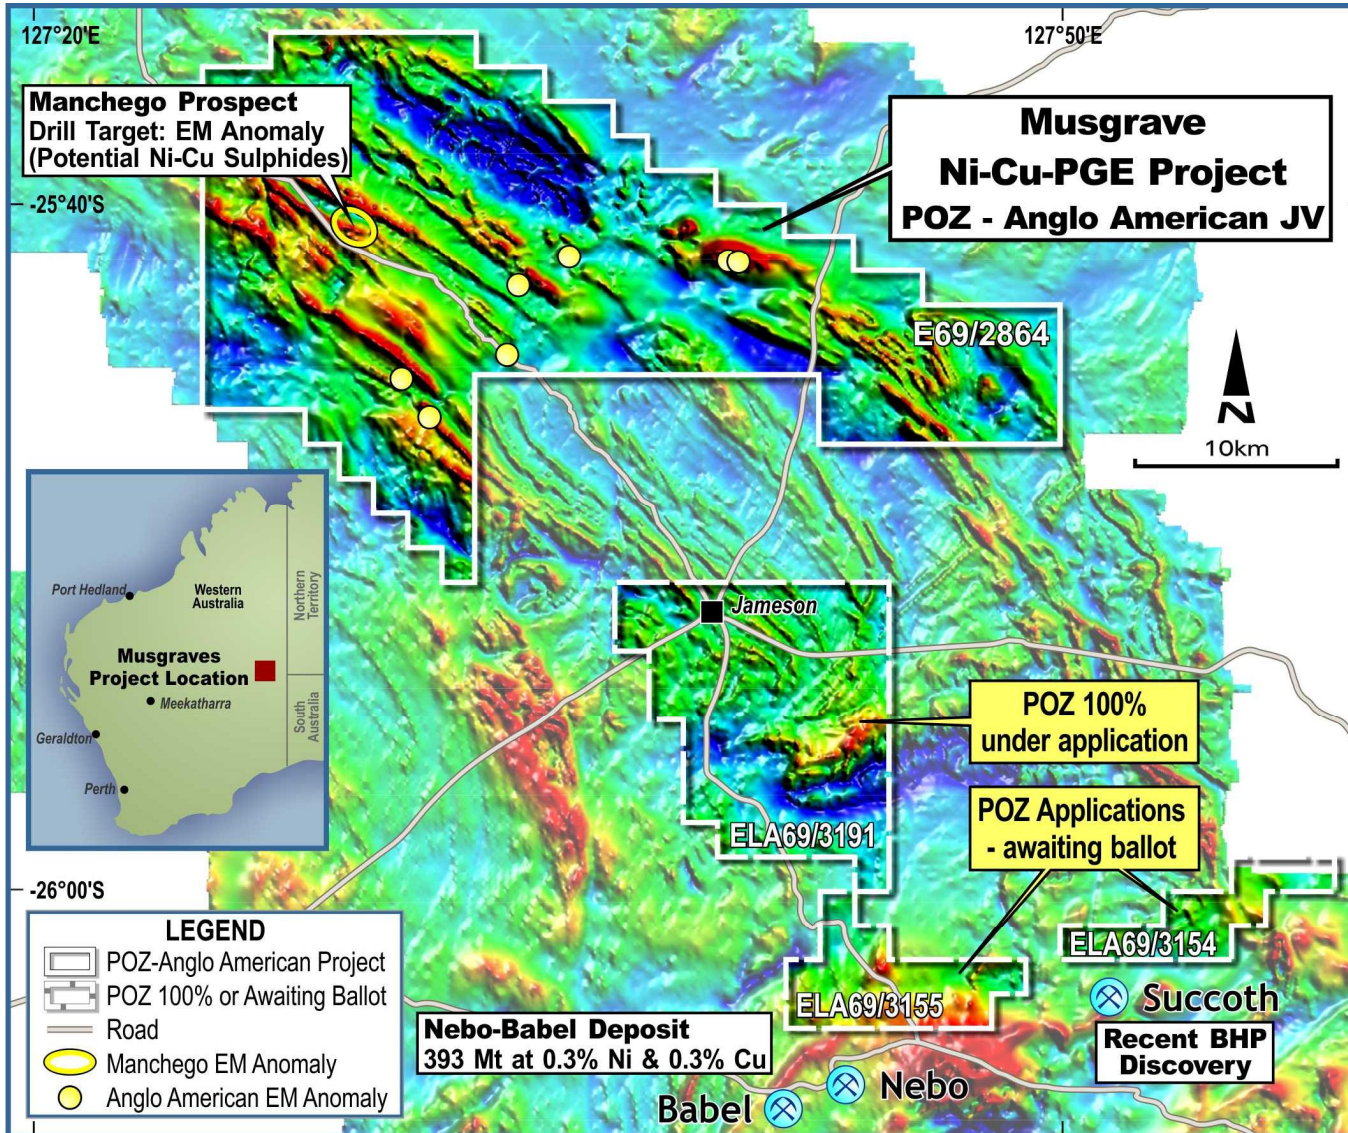 127°20'E
127°50'E
Manchego Prospect
Drill Target: EM Anomaly
(Potential Ni-Cu Sulphides)
Musgrave
Ni-Cu-PGE Project
POZ - Anglo American JV
-25°40'S
E69/2864
N
10km
Port Hedland
Western
Australia
Northern
Territory
Musgraves
Project Location
Meekatharra
South
Australia
Geraldton
Perth
Jameson
POZ 100%
under application
POZ Applications
- awaiting ballot
ELA69/3191
-26°00'S
ELA69/3154
ELA69/3155
LEGEND
POZ-Anglo American Project
POZ 100% or Awaiting Ballot
Road
Manchego EM Anomaly
Anglo American EM Anomaly
Nebo-Babel Deposit
393 Mt at 0.3% Ni & 0.3% Cu
Succoth
Recent BHP
Discovery
Nebo
Babel